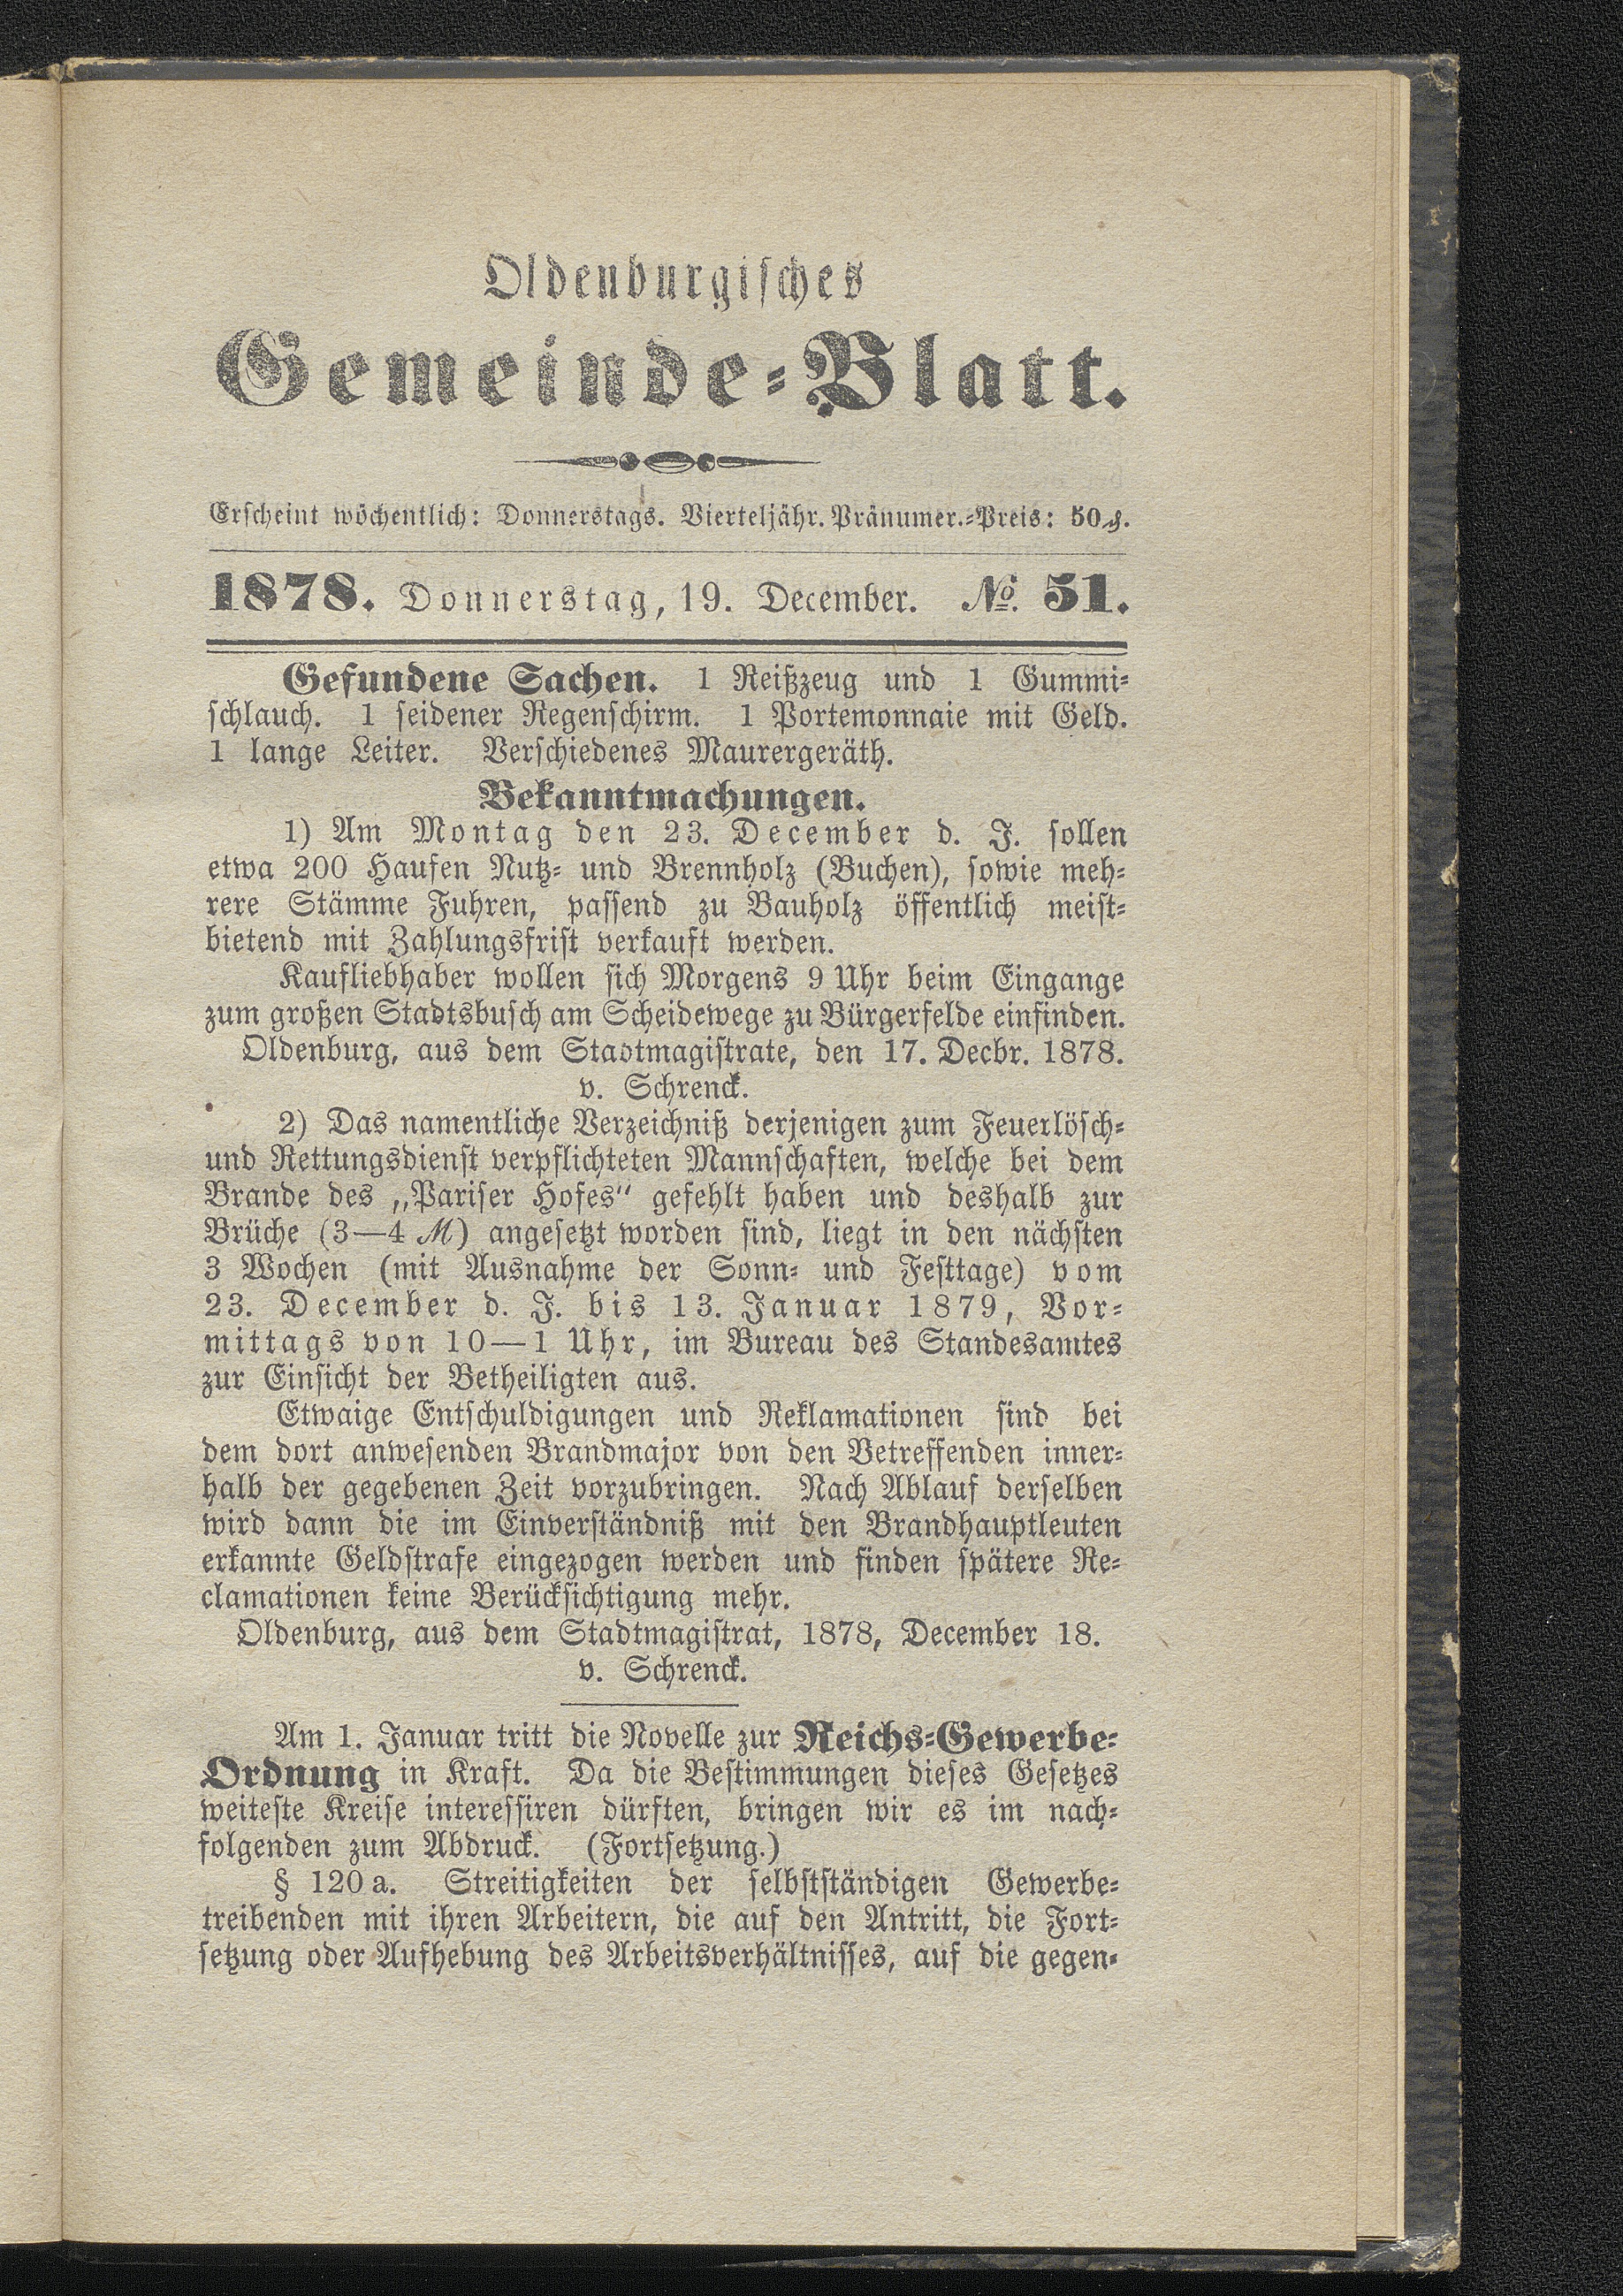 Oldenburgisches
Gemeinde-Blatt.
Erscheint wöchentlich: Donnerstags. Vierteljähr. Pränumer.-Preis: 50 ₰.
1878. Donnerstag, 19. December. № 51.
Gefundene Sachen. 1 Reißzeug und 1 Gummi-
schlauch. 1 seidener Regenschirm. 1 Portemonnaie mit Geld.
1 lange Leiter. Verschiedenes Maurergeräth.
Bekanntmachungen.
1) Am Montag den 23. December d. J. sollen
etwa 200 Haufen Nutz- und Brennholz (Buchen), sowie meh-
rere Stämme Fuhren, passend zu Bauholz öffentlich meist-
bietend mit Zahlungsfrist verkauft werden.
Kaufliebhaber wollen sich Morgens 9 Uhr beim Eingange
zum großen Stadtsbusch am Scheidewege zu Bürgerfelde einfinden.
Oldenburg, aus dem Stadtmagistrate, den 17. Decbr. 1878.
v. Schrenck.
2) Das namentliche Verzeichniß derjenigen zum Feuerlösch-
und Rettungsdienst verpflichteten Mannschaften, welche bei dem
Brande des „Pariser Hofes“ gefehlt haben und deshalb zur
Brüche (3—4 ℳ) angesetzt worden sind, liegt in den nächsten
3 Wochen (mit Ausnahme der Sonn- und Festtage) vom
23. December d. J. bis 13. Januar 1879, Vor-
mittags von 10—1 Uhr, im Bureau des Standesamtes
zur Einsicht der Betheiligten aus.
Etwaige Entschuldigungen und Reklamationen sind bei
dem dort anwesenden Brandmajor von den Betreffenden inner-
halb der gegebenen Zeit vorzubringen. Nach Ablauf derselben
wird dann die im Einverständniß mit den Brandhauptleuten
erkannte Geldstrafe eingezogen werden und finden spätere Re-
clamationen keine Berücksichtigung mehr.
Oldenburg, aus dem Stadtmagistrat, 1878, December 18.
v. Schrenck.
Am 1. Januar tritt die Novelle zur Reichs-Gewerbe-
Ordnung in Kraft. Da die Bestimmungen dieses Gesetzes
weiteste Kreise interessiren dürften, bringen wir es im nach-
folgenden zum Abdruck. (Fortsetzung.)
§ 120 a. Streitigkeiten der selbstständigen Gewerbe-
treibenden mit ihren Arbeitern, die auf den Antritt, die Fort-
setzung oder Aufhebung des Arbeitsverhältnisses, auf die gegen-